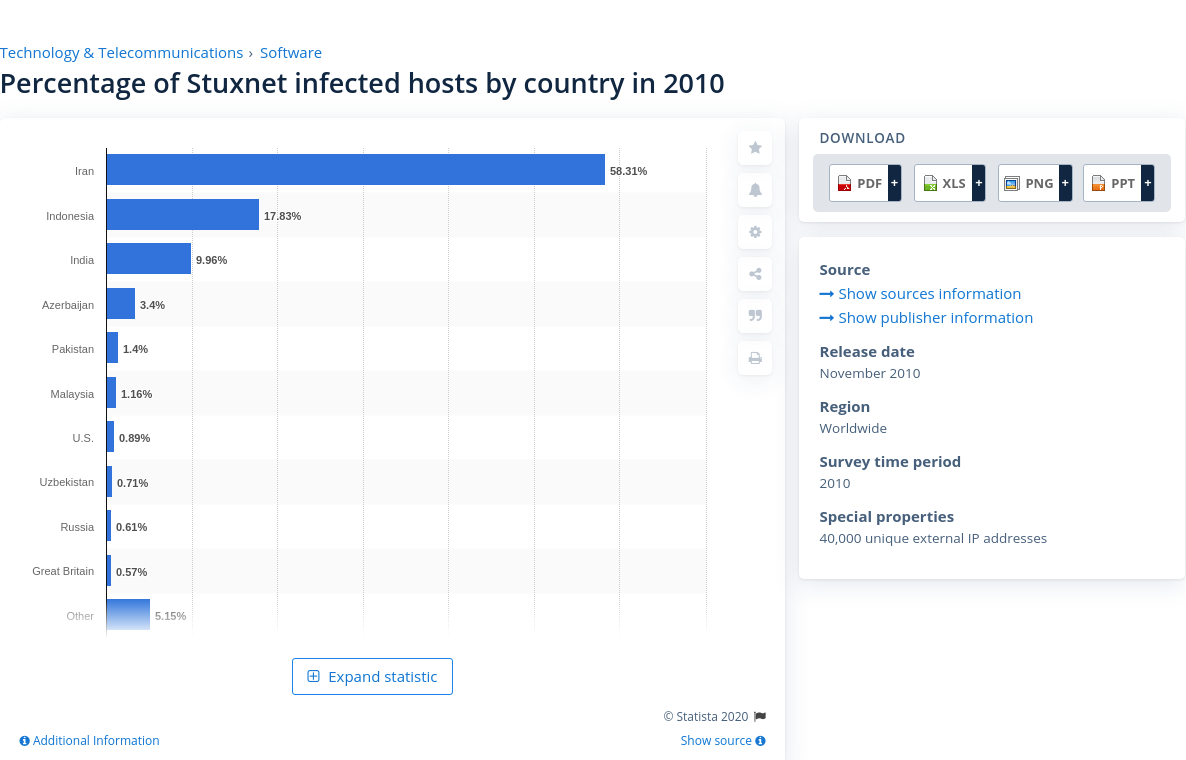 Technology & Telecommunications › Software
Percentage of Stuxnet infected hosts by country in 2010
Iran 58.31%
Indonesia 17.83%
India 9.96%
Azerbaijan 3.4%
Pakistan 1.4%
Malaysia 1.16%
U.S. 0.89%
Uzbekistan 0.71%
Russia 0.61%
Great Britain 0.57%
Other 5.15%
Expand statistic
© Statista 2020
Additional Information
Show source
DOWNLOAD
PDF + XLS + PNG + PPT +
Source
Show sources information
Show publisher information
Release date
November 2010
Region
Worldwide
Survey time period
2010
Special properties
40,000 unique external IP addresses